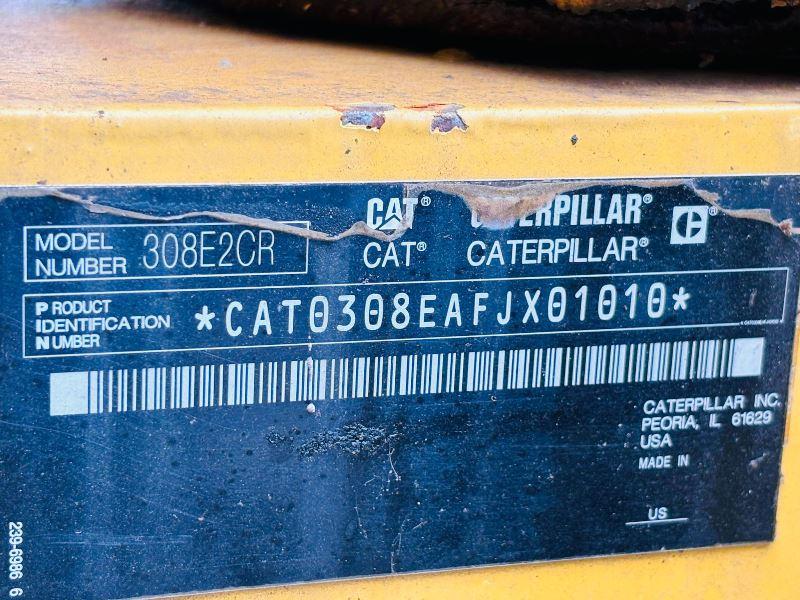 CAT® CATERPILLAR®
CAT® CATERPILLAR®
MODEL NUMBER 308E2CR
PRODUCT IDENTIFICATION NUMBER *CAT0308EAFJX01010*
CATERPILLAR INC.
PEORIA, IL 61629
USA
MADE IN
US
239-6986 6